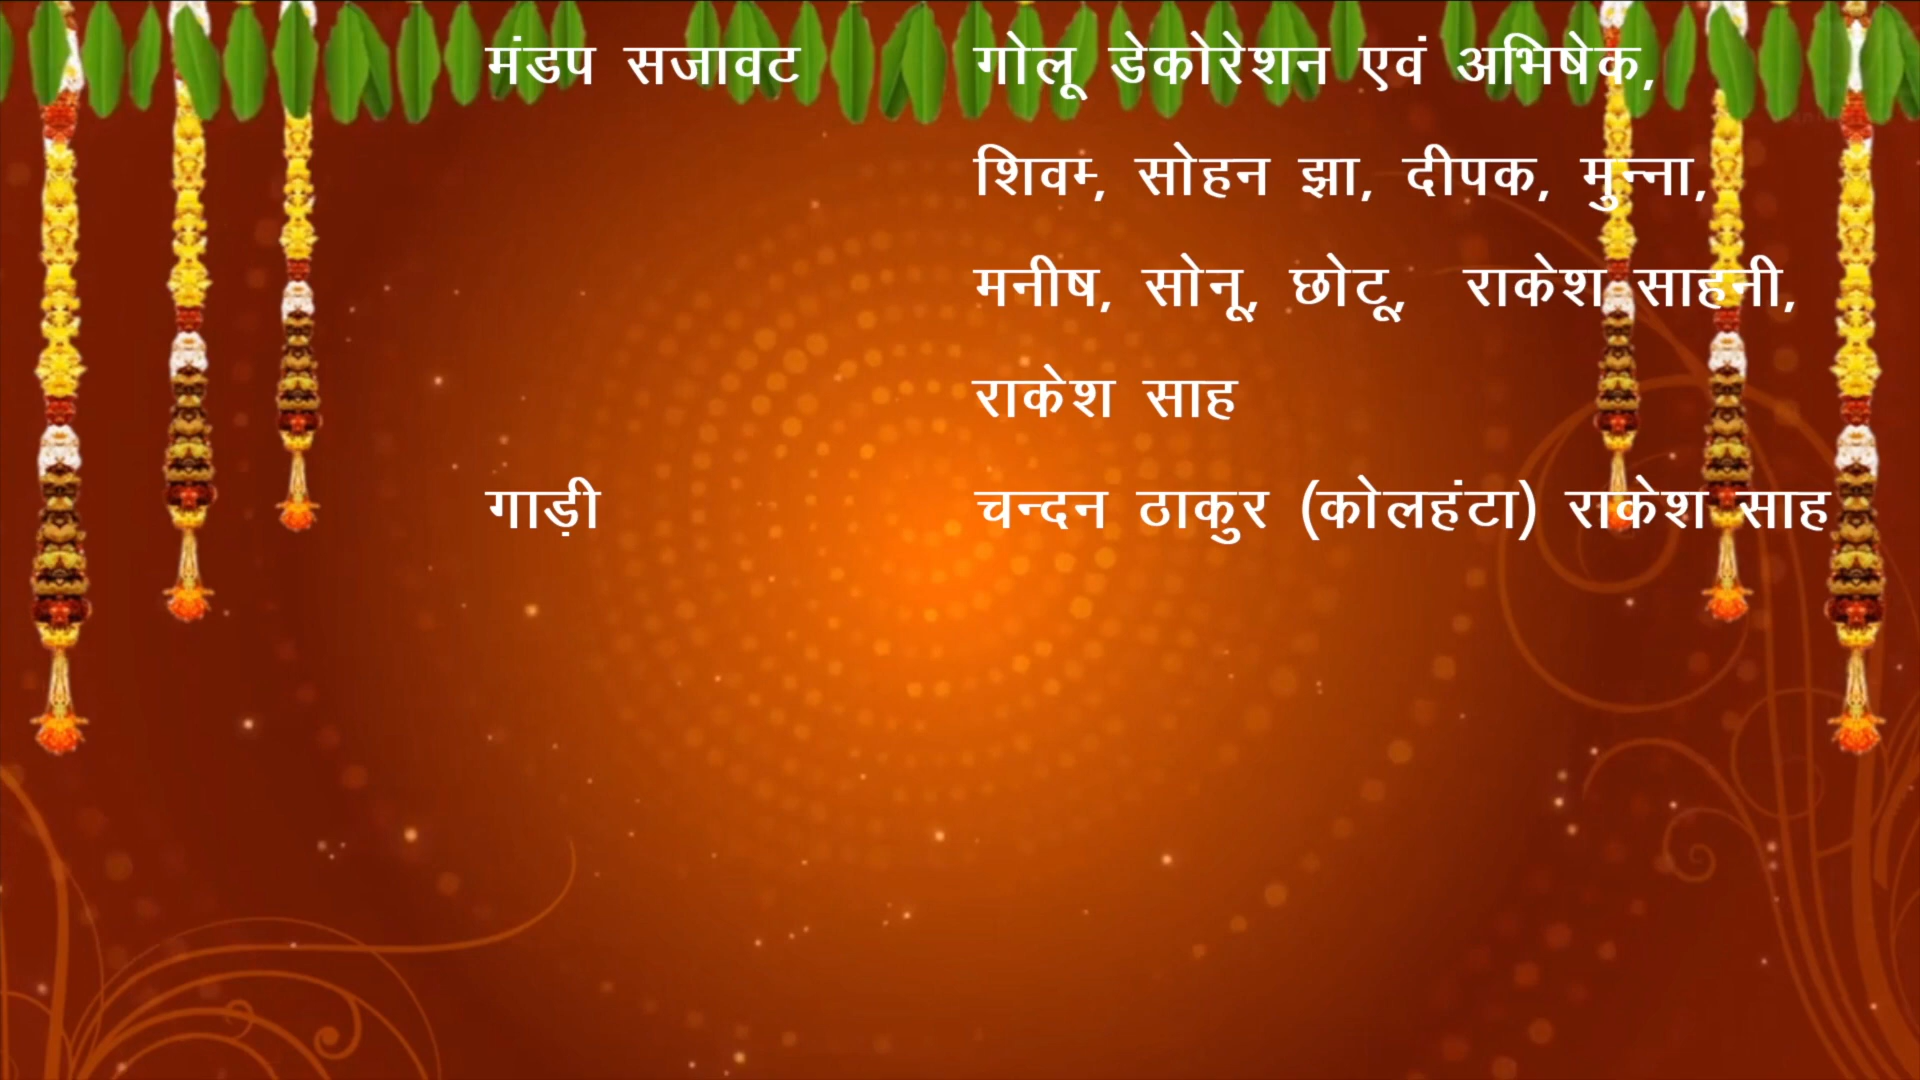 मंडप सजावट गोलू डेकोरेशन एवं अभिषेक,
शिवम्, सोहन झा, दीपक, मुन्ना,
मनीष, सोनू, छोटू, राकेश साहनी,
राकेश साह
गाड़ी चन्दन ठाकुर (कोलहंटा) राकेश साह